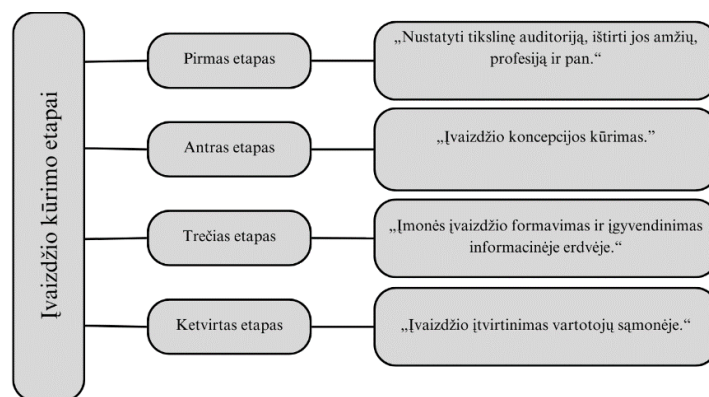 Įvaizdžio kūrimo etapai
Pirmas etapas
„Nustatyti tikslinę auditoriją, ištirti jos amžių,
profesiją ir pan.“
Antras etapas
„Įvaizdžio koncepcijos kūrimas.”
Trečias etapas
„Įmonės įvaizdžio formavimas ir įgyvendinimas
informacinėje erdvėje.“
Ketvirtas etapas
„Įvaizdžio įtvirtinimas vartotojų sąmonėje.“